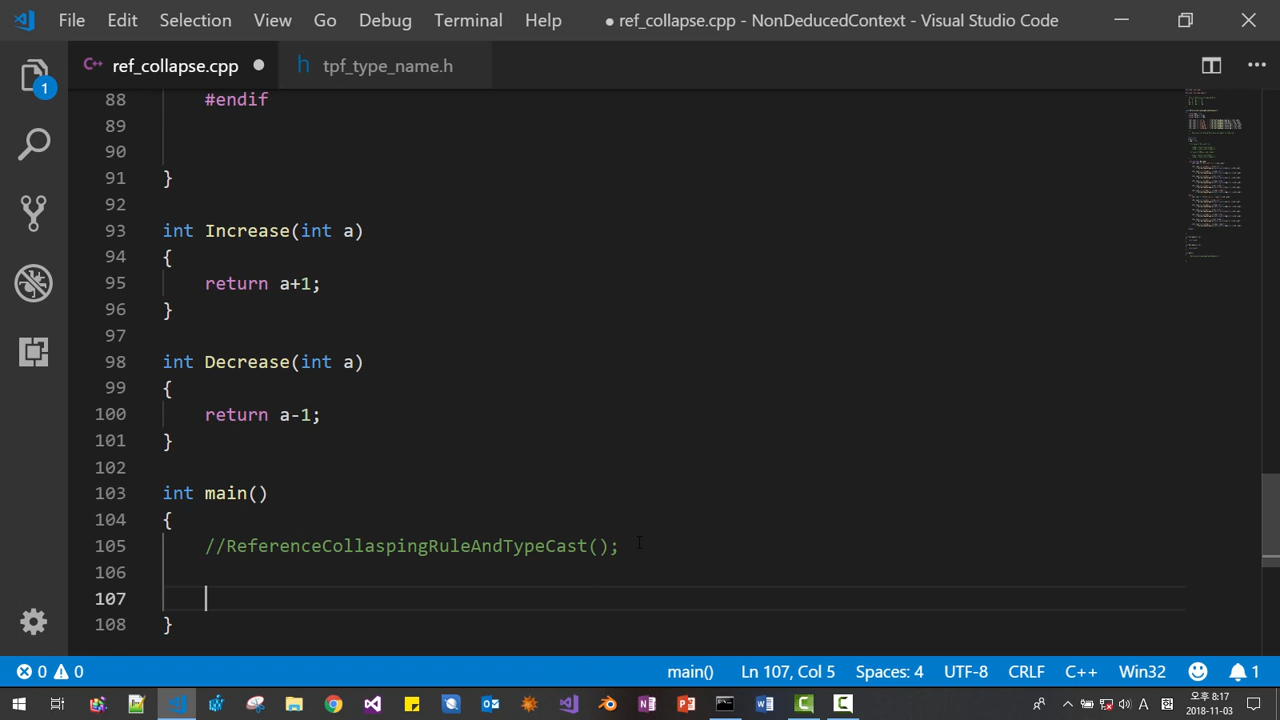 File Edit Selection View Go Debug Terminal Help ● ref_collapse.cpp - NonDeducedContext - Visual Studio Code
C++ ref_collapse.cpp ● h tpf_type_name.h
1
88 #endif
89
90
91 }
92
93 int Increase(int a)
94 {
95 return a+1;
96 }
97
98 int Decrease(int a)
99 {
100 return a-1;
101 }
102
103 int main()
104 {
105 //ReferenceCollaspingRuleAndTypeCast();
106
107
108 }
0 0 main() Ln 107, Col 5 Spaces: 4 UTF-8 CRLF C++ Win32 1
A 오후 8:17
2018-11-03